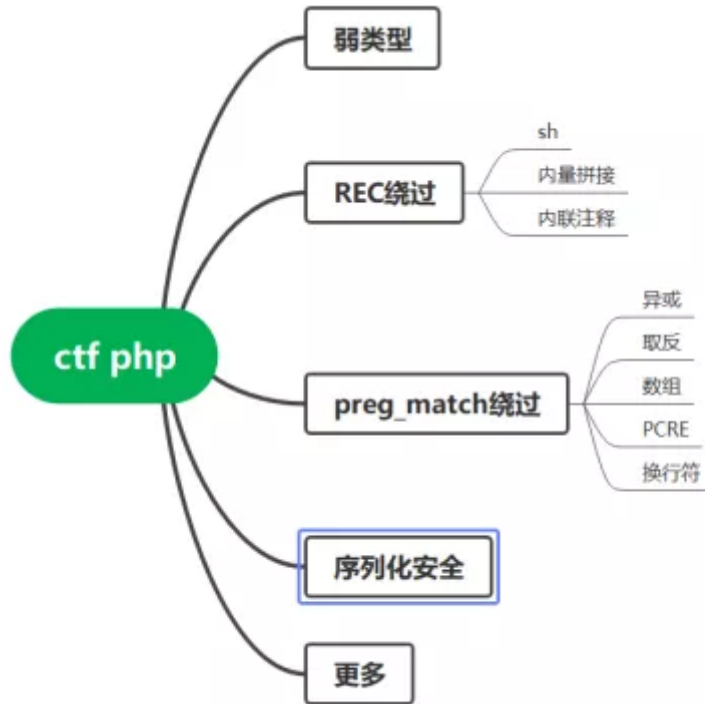 弱类型
REC绕过
sh
内量拼接
内联注释
ctf php
preg_match绕过
异或
取反
数组
PCRE
换行符
序列化安全
更多